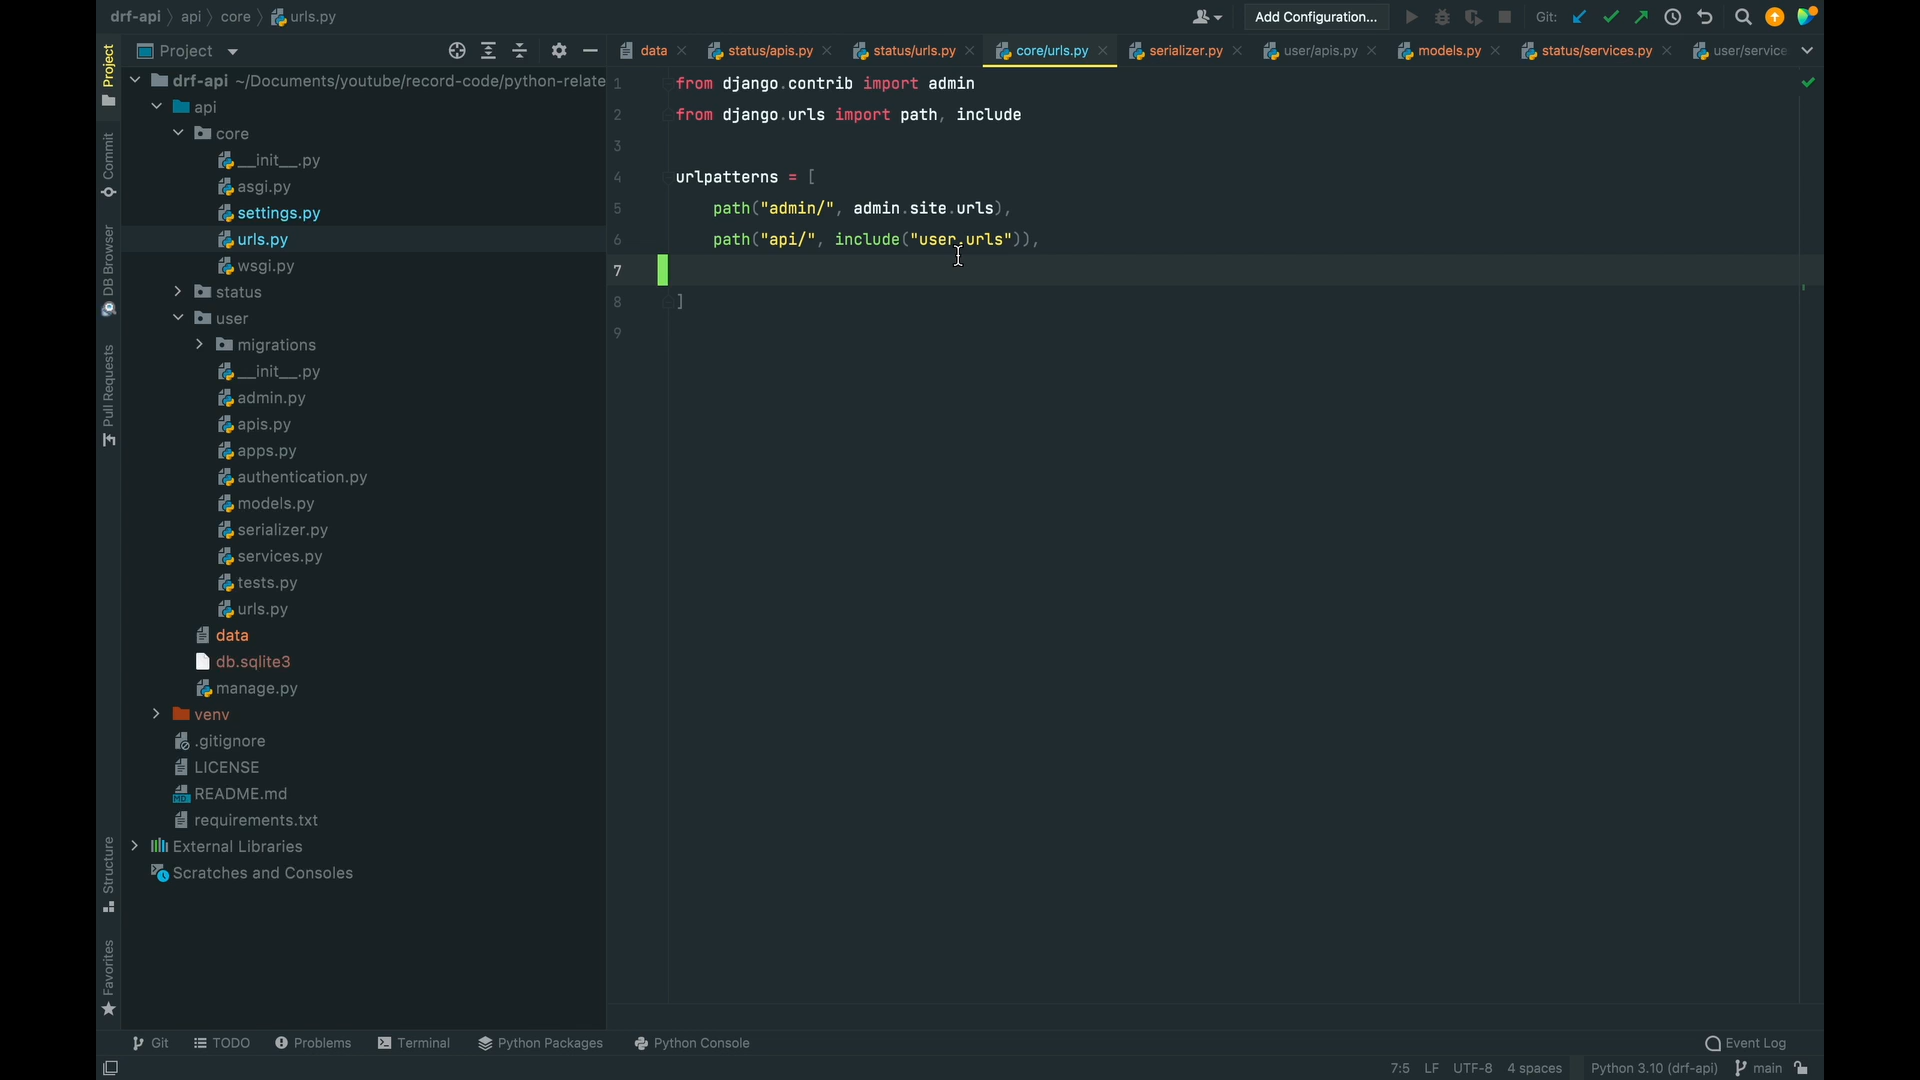 drf-api api core urls.py
Add Configuration... Git:
Project
data status/apis.py status/urls.py core/urls.py serializer.py user/apis.py models.py status/services.py user/service
drf-api ~/Documents/youtube/record-code/python-relate
api
core
__init__.py
asgi.py
settings.py
urls.py
wsgi.py
status
user
migrations
__init__.py
admin.py
apis.py
apps.py
authentication.py
models.py
serializer.py
services.py
tests.py
urls.py
data
db.sqlite3
manage.py
venv
.gitignore
LICENSE
README.md
requirements.txt
External Libraries
Scratches and Consoles
1 from django.contrib import admin
2 from django.urls import path, include
3
4 urlpatterns = [
5 path("admin/", admin.site.urls),
6 path("api/", include("user.urls")),
7
8 ]
9
Project
Commit
DB Browser
Pull Requests
Structure
Favorites
Git TODO Problems Terminal Python Packages Python Console Event Log
7:5 LF UTF-8 4 spaces Python 3.10 (drf-api) main